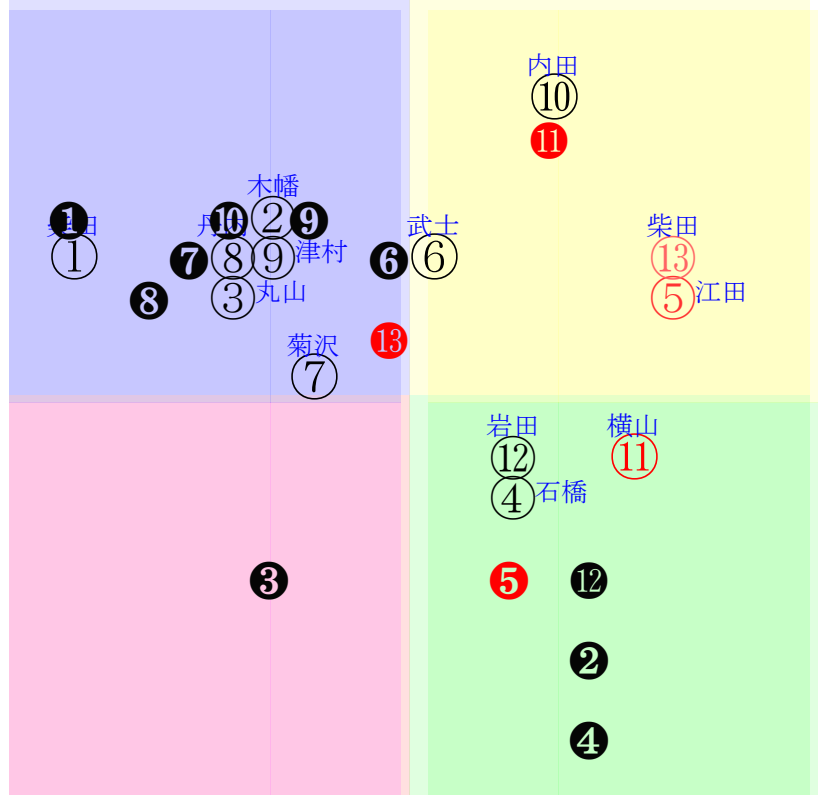 内田
⑩
⓫
木幡
❶ ❿ ② ❾
田 丹 武士 柴田
① ❼ ⑧ ⑨ 津村 ❻ ⑥ ⑬
❽ ③ 丸山 ⑤ 江田
⓭
菊沢
⑦
岩田 横山
⑫ ⑪
④ 石橋
❸ ❺ ⓬
❷
❹